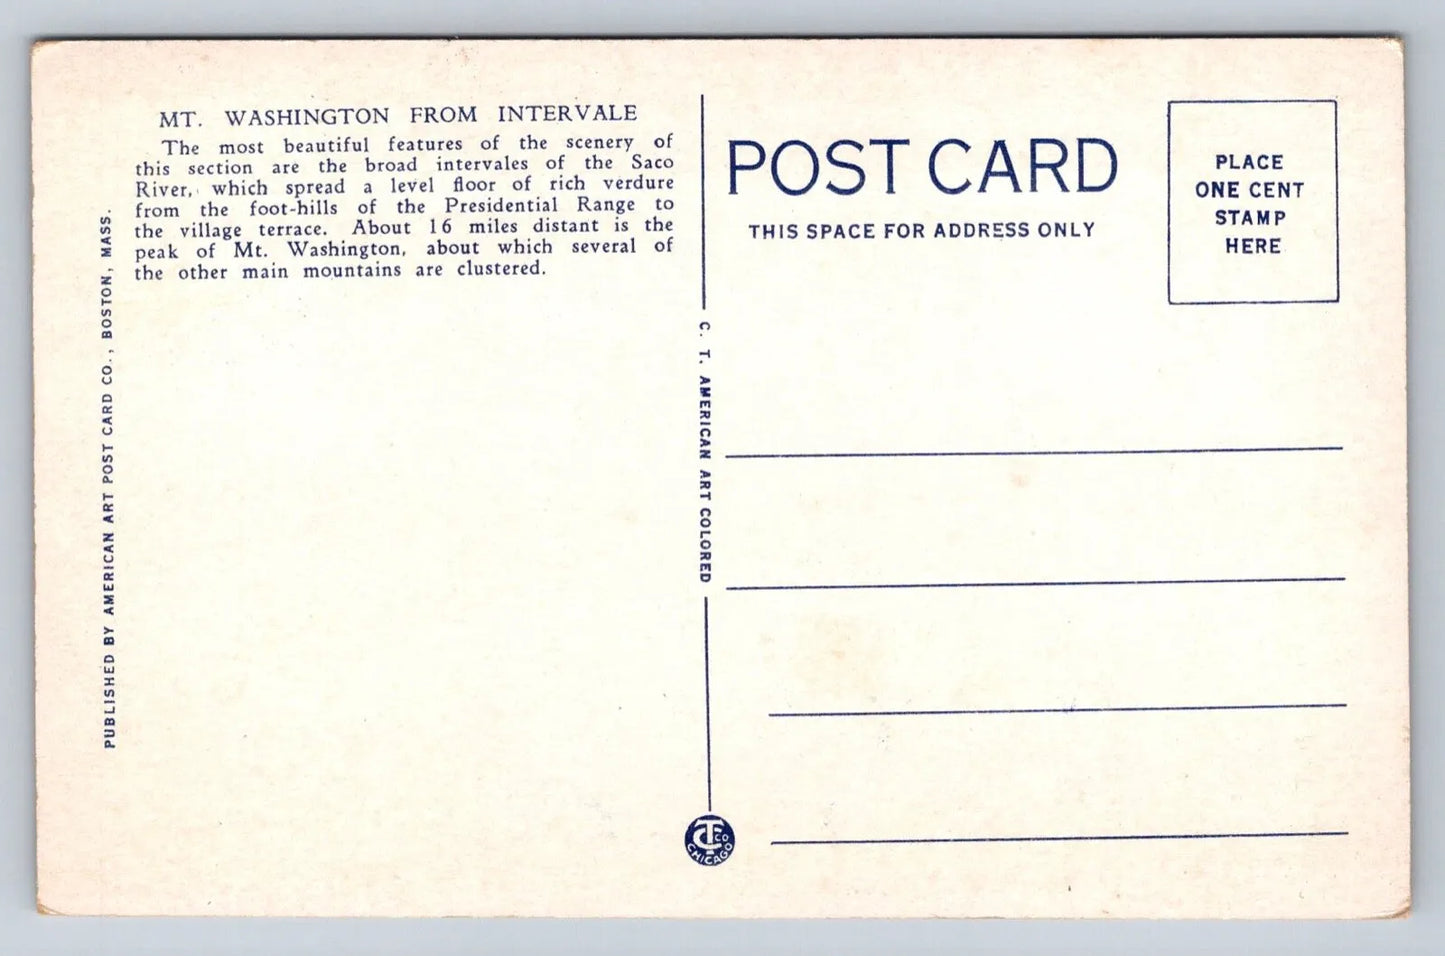 MT. WASHINGTON FROM INTERVALE
The most beautiful features of the scenery of
this section are the broad intervales of the Saco
River, which spread a level floor of rich verdure
from the foot-hills of the Presidential Range to
the village terrace. About 16 miles distant is the
peak of Mt. Washington, about which several of
the other main mountains are clustered.
PUBLISHED BY AMERICAN ART POST CARD CO., BOSTON, MASS.
C. T. AMERICAN ART COLORED
CT CO
CHICAGO
POST CARD
THIS SPACE FOR ADDRESS ONLY
PLACE
ONE CENT
STAMP
HERE